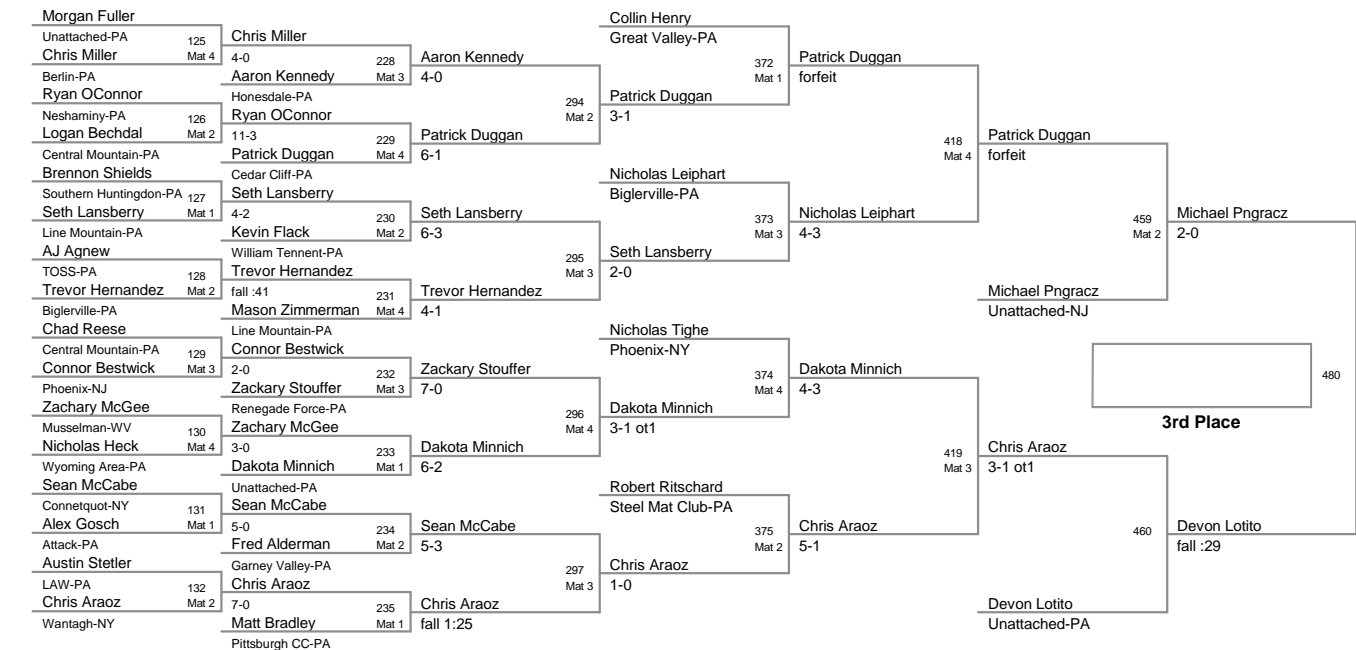 Morgan Fuller
Unattached-PA
125
Chris Miller
Mat 4
Berlin-PA
Ryan OConnor
Neshaminy-PA
126
Logan Bechdal
Mat 2
Central Mountain-PA
Brennon Shields
Southern Huntingdon-PA
127
Seth Lansberry
Mat 1
Line Mountain-PA
AJ Agnew
TOSS-PA
128
Trevor Hernandez
Mat 2
Biglerville-PA
Chad Reese
Central Mountain-PA
129
Connor Bestwick
Mat 3
Phoenix-NJ
Zachary McGee
Musselman-WV
130
Nicholas Heck
Mat 4
Wyoming Area-PA
Sean McCabe
Connetquot-NY
131
Alex Gosch
Mat 1
Attack-PA
Austin Stetler
LAW-PA
132
Chris Araoz
Mat 2
Wantagh-NY
Chris Miller
4-0
228
Aaron Kennedy
Mat 3
Honesdale-PA
Ryan OConnor
11-3
229
Patrick Duggan
Mat 4
Cedar Cliff-PA
Seth Lansberry
4-2
230
Kevin Flack
Mat 2
William Tennent-PA
Trevor Hernandez
fall :41
231
Mason Zimmerman
Mat 4
Line Mountain-PA
Connor Bestwick
2-0
232
Zackary Stouffer
Mat 3
Renegade Force-PA
Zachary McGee
3-0
233
Dakota Minnich
Mat 1
Unattached-PA
Sean McCabe
5-0
234
Fred Alderman
Mat 2
Garney Valley-PA
Chris Araoz
7-0
235
Matt Bradley
Mat 1
Pittsburgh CC-PA
Aaron Kennedy
4-0
294
Mat 2
Patrick Duggan
6-1
Seth Lansberry
6-3
295
Mat 3
Trevor Hernandez
4-1
Zackary Stouffer
7-0
296
Mat 4
Dakota Minnich
6-2
Sean McCabe
5-3
297
Mat 3
Chris Araoz
fall 1:25
Collin Henry
Great Valley-PA
372
Mat 1
Patrick Duggan
3-1
Nicholas Leiphart
Biglerville-PA
373
Mat 3
Seth Lansberry
2-0
Nicholas Tighe
Phoenix-NY
374
Mat 4
Dakota Minnich
3-1 ot1
Robert Ritschard
Steel Mat Club-PA
375
Mat 2
Chris Araoz
1-0
Patrick Duggan
forfeit
418
Mat 4
Nicholas Leiphart
4-3
Dakota Minnich
4-3
419
Mat 3
Chris Araoz
5-1
Patrick Duggan
forfeit
459
Mat 2
Michael Pngracz
Unattached-NJ
Chris Araoz
3-1 ot1
460
Devon Lotito
Unattached-PA
Michael Pngracz
2-0
480
3rd Place
Devon Lotito
fall :29